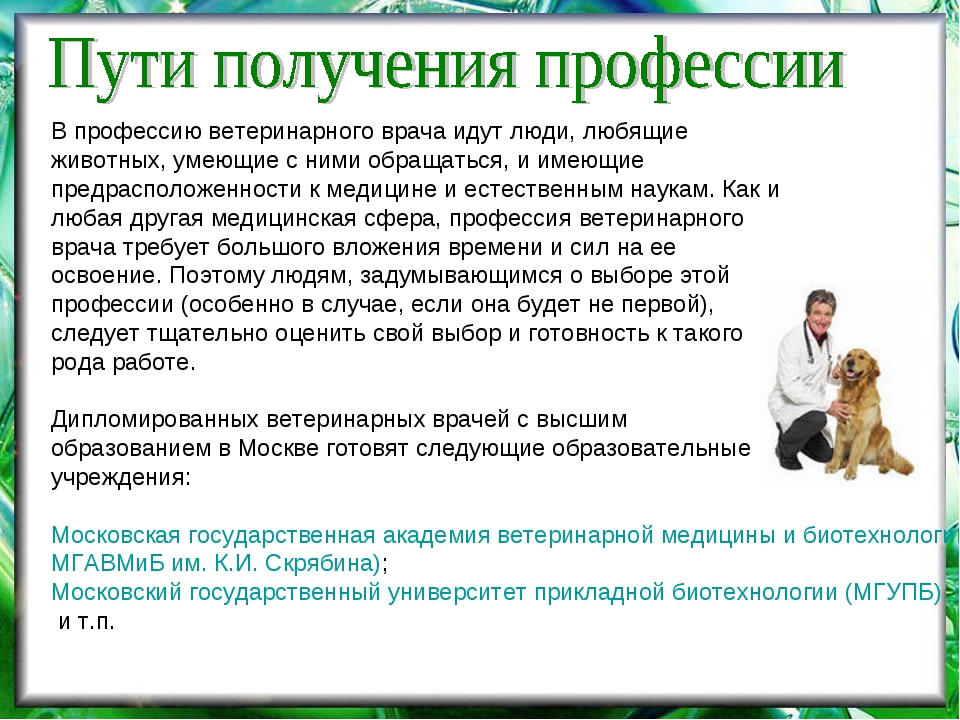 Пути получения профессии
В профессию ветеринарного врача идут люди, любящие
животных, умеющие с ними обращаться, и имеющие
предрасположенности к медицине и естественным наукам. Как и
любая другая медицинская сфера, профессия ветеринарного
врача требует большого вложения времени и сил на ее
освоение. Поэтому людям, задумывающимся о выборе этой
профессии (особенно в случае, если она будет не первой),
следует тщательно оценить свой выбор и готовность к такого
рода работе.
Дипломированных ветеринарных врачей с высшим
образованием в Москве готовят следующие образовательные
учреждения:
Московская государственная академия ветеринарной медицины и биотехнологи
МГАВМиБ им. К.И. Скрябина);
Московский государственный университет прикладной биотехнологии (МГУПБ)
и т.п.